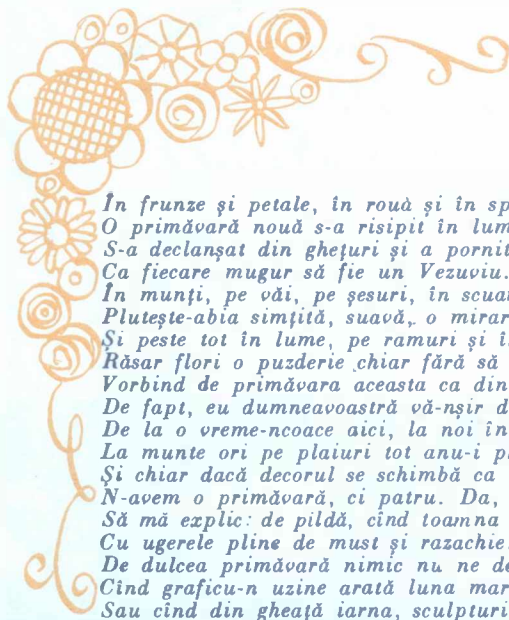 În frunze și petale, în rouă și în sp
O primăvară nouă s-a risipit în lum
S-a declanșat din ghețuri și a pornit
Ca fiecare mugur să fie un Vezuviu.
În munți, pe văi, pe șesuri, în scua
Plutește-abia simțită, suavă, o mirar
Și peste tot în lume, pe ramuri și î
Răsar flori o puzderie chiar fără să
Vorbind de primăvara aceasta ca din
De fapt, eu dumneavoastră vă-nșir d
De la o vreme-ncoace aici, la noi în
La munte ori pe plaiuri tot anu-i p
Și chiar dacă decorul se schimbă ca
N-avem o primăvară, ci patru. Da,
Să mă explic: de pildă, cînd toamna
Cu ugerele pline de must și razachie
De dulcea primăvară nimic nu ne de
Cînd graficu-n uzine arată luna mar
Sau cînd din gheață iarna, sculpturi